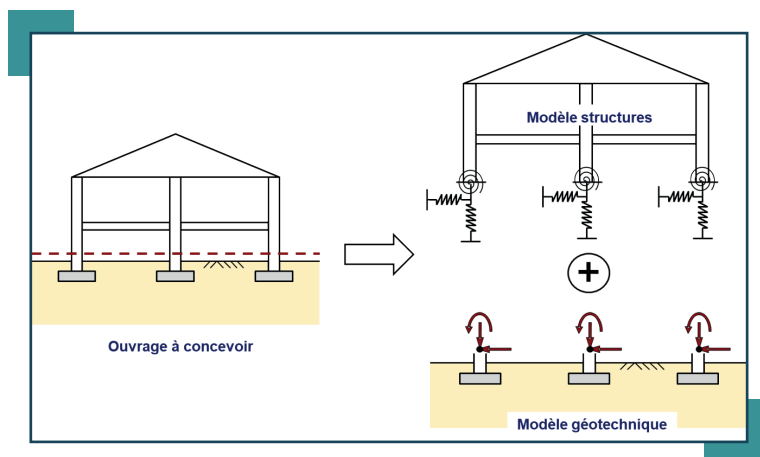 Modèle structures
Ouvrage à concevoir
+
Modèle géotechnique